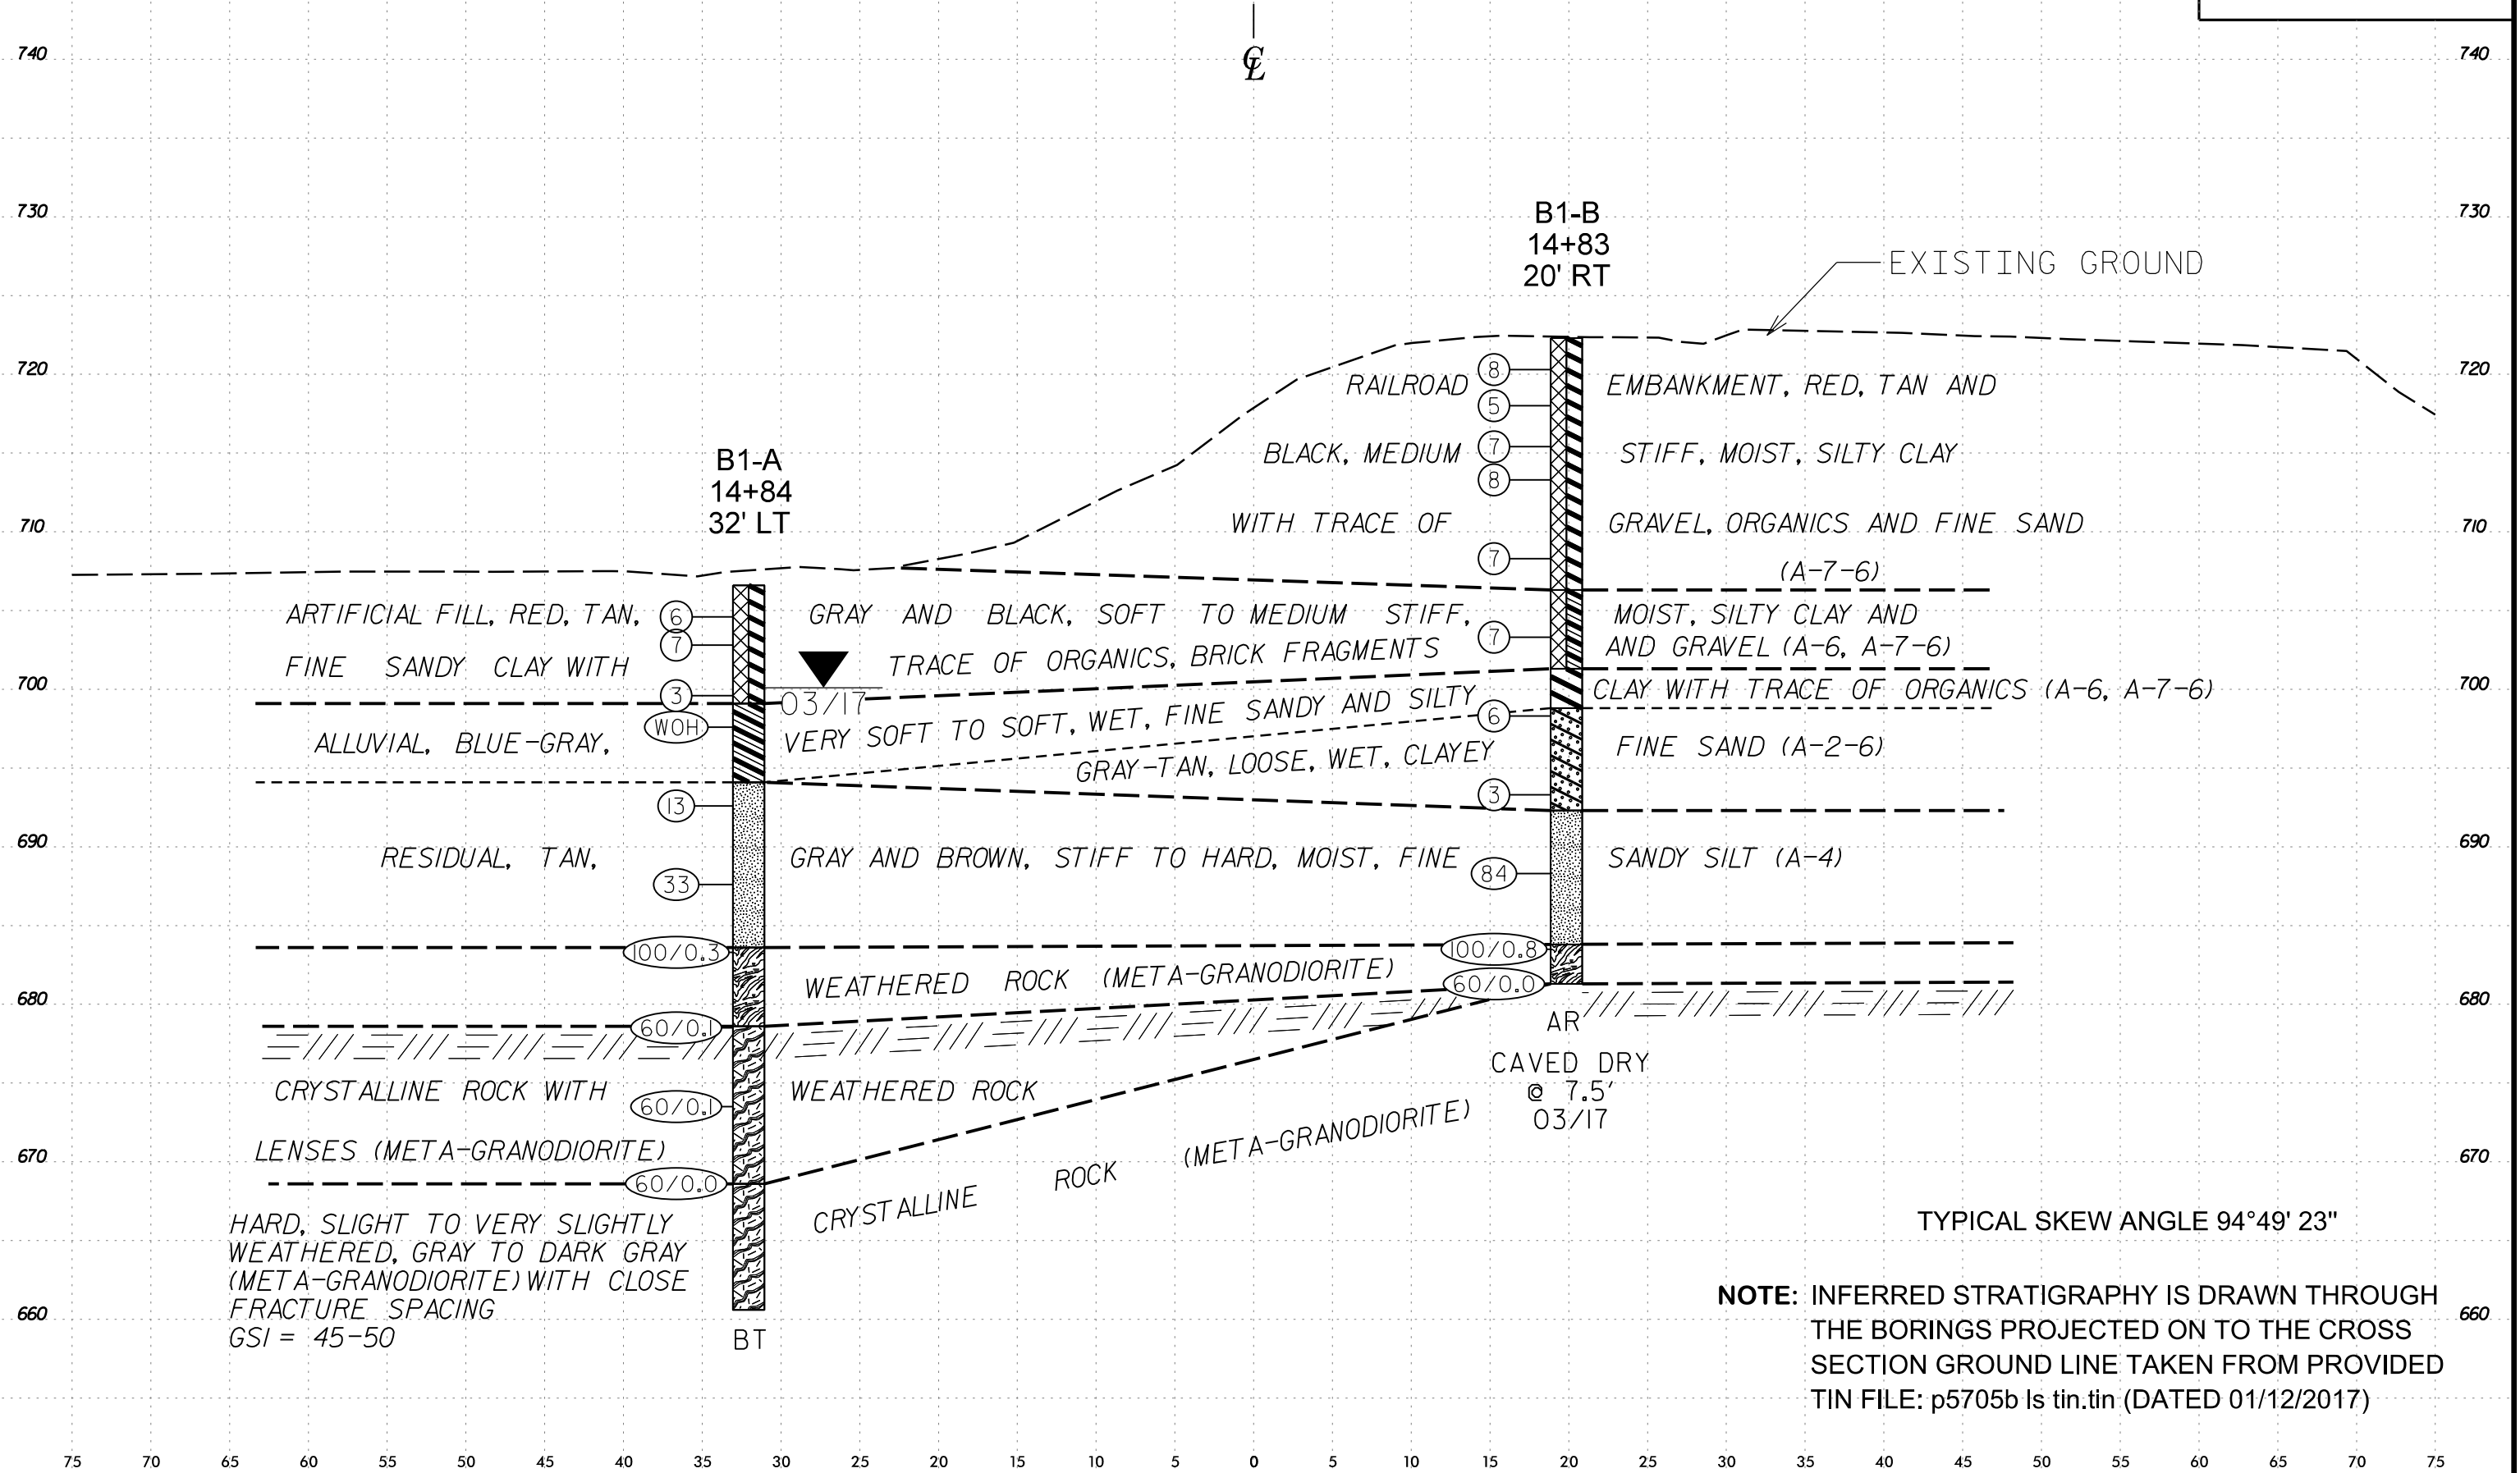 ℄
740 740
730 730
B1-B
14+83
20' RT
EXISTING GROUND
720 720
8
RAILROAD EMBANKMENT, RED, TAN AND
5
7
BLACK, MEDIUM STIFF, MOIST, SILTY CLAY
8
B1-A
14+84
32' LT
710 710
WITH TRACE OF GRAVEL, ORGANICS AND FINE SAND
7
(A-7-6)
ARTIFICIAL FILL, RED, TAN, 6 GRAY AND BLACK, SOFT TO MEDIUM STIFF, MOIST, SILTY CLAY AND
7 7
FINE SANDY CLAY WITH TRACE OF ORGANICS, BRICK FRAGMENTS AND GRAVEL (A-6, A-7-6)
700 700
3
03/17
WOH 6
ALLUVIAL, BLUE-GRAY, VERY SOFT TO SOFT, WET, FINE SANDY AND SILTY CLAY WITH TRACE OF ORGANICS (A-6, A-7-6)
GRAY-TAN, LOOSE, WET, CLAYEY FINE SAND (A-2-6)
13 3
690 690
RESIDUAL, TAN, GRAY AND BROWN, STIFF TO HARD, MOIST, FINE SANDY SILT (A-4)
33 84
100/0.3 100/0.8
WEATHERED ROCK (META-GRANODIORITE)
60/0.0
680 680
60/0.1
AR
CAVED DRY
@ 7.5'
03/17
CRYSTALLINE ROCK WITH WEATHERED ROCK
60/0.1
LENSES (META-GRANODIORITE)
670 670
60/0.0
CRYSTALLINE ROCK (META-GRANODIORITE)
HARD, SLIGHT TO VERY SLIGHTLY
WEATHERED, GRAY TO DARK GRAY
(META-GRANODIORITE) WITH CLOSE
FRACTURE SPACING
GSI = 45-50
660 660
BT
TYPICAL SKEW ANGLE 94°49' 23"
NOTE: INFERRED STRATIGRAPHY IS DRAWN THROUGH
THE BORINGS PROJECTED ON TO THE CROSS
SECTION GROUND LINE TAKEN FROM PROVIDED
TIN FILE: p5705b ls tin.tin (DATED 01/12/2017)
75 70 65 60 55 50 45 40 35 30 25 20 15 10 5 0 5 10 15 20 25 30 35 40 45 50 55 60 65 70 75